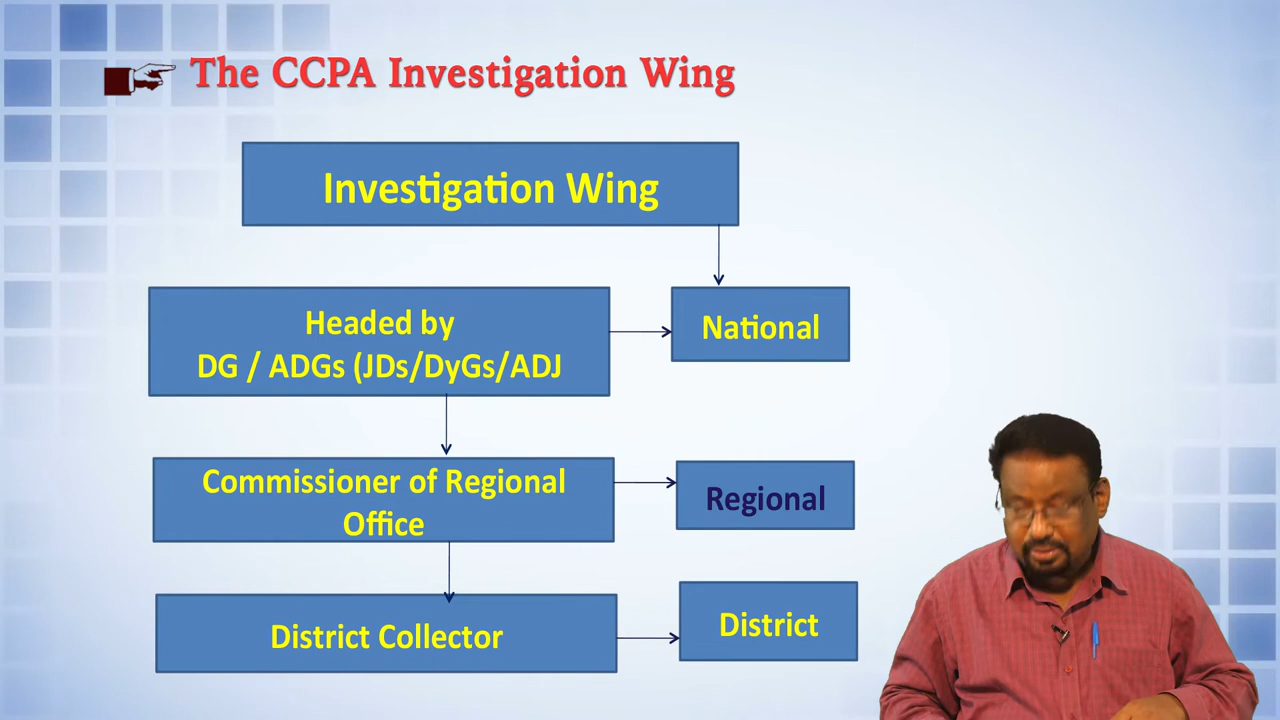 The CCPA Investigation Wing
Investigation Wing
Headed by
DG / ADGs (JDs/DyGs/ADJ
National
Commissioner of Regional
Office
Regional
District Collector
District